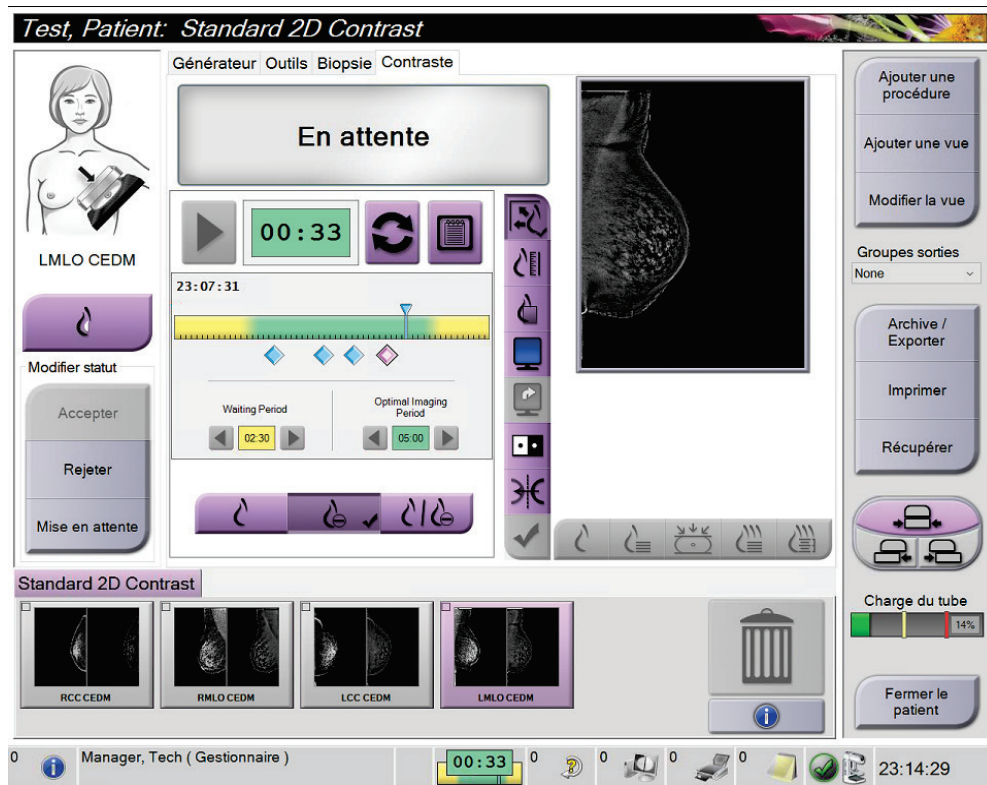 Test, Patient: Standard 2D Contrast
Générateur Outils Biopsie Contraste
En attente
00:33
23:07:31
Waiting Period
Optimal Imaging
Period
02:30
05:00
LMLO CEDM
Modifier statut
Accepter
Rejeter
Mise en attente
Ajouter une
procédure
Ajouter une vue
Modifier la vue
Groupes sorties
None
Archive /
Exporter
Imprimer
Récupérer
Charge du tube
14%
Fermer le
patient
Standard 2D Contrast
RCC CEDM
RMLO CEDM
LCC CEDM
LMLO CEDM
0
Manager, Tech ( Gestionnaire )
00:33
0
0
0
0
23:14:29